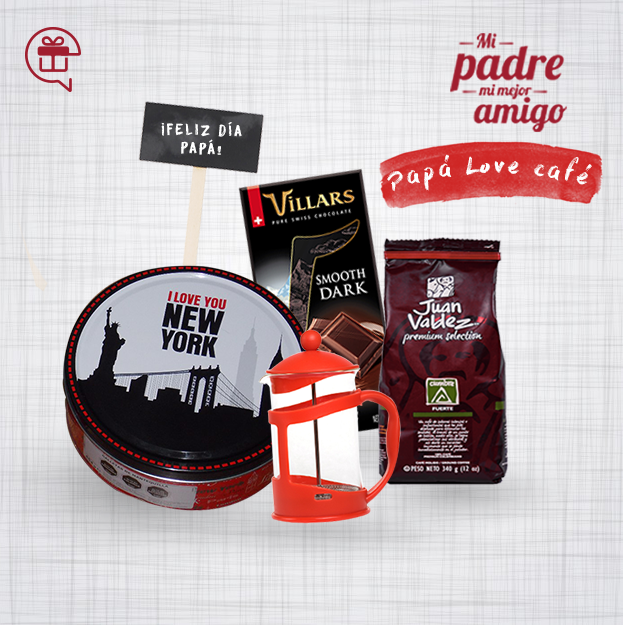 Mi
padre
mi mejor
amigo
Papá Love café
¡FELIZ DÍA
PAPÁ!
VILLARS
PURE SWISS CHOCOLATE
SMOOTH
DARK
I LOVE YOU
NEW
YORK
Juan
Valdez
premium selection
FUERTE
PESO NETO 340 g (12 oz)